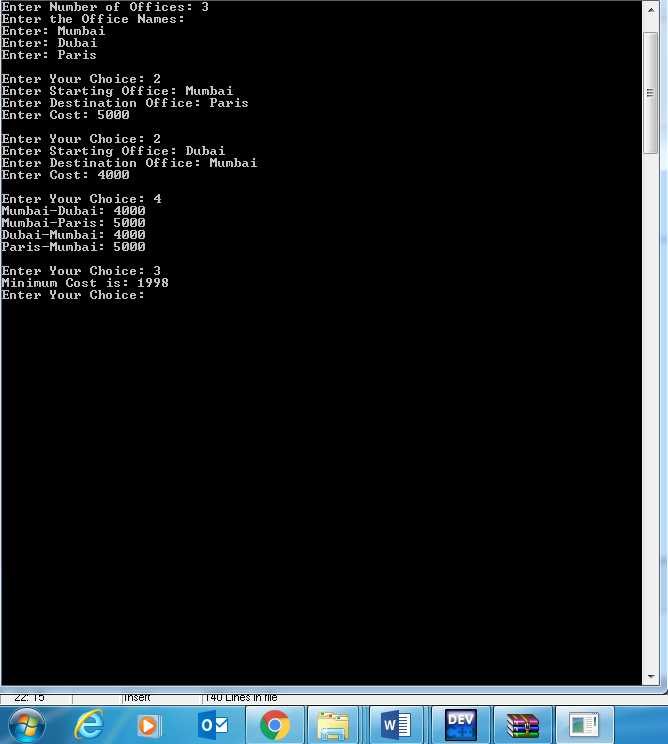 Enter Number of Offices: 3
Enter the Office Names:
Enter: Mumbai
Enter: Dubai
Enter: Paris
Enter Your Choice: 2
Enter Starting Office: Mumbai
Enter Destination Office: Paris
Enter Cost: 5000
Enter Your Choice: 2
Enter Starting Office: Dubai
Enter Destination Office: Mumbai
Enter Cost: 4000
Enter Your Choice: 4
Mumbai-Dubai: 4000
Mumbai-Paris: 5000
Dubai-Mumbai: 4000
Paris-Mumbai: 5000
Enter Your Choice: 3
Minimum Cost is: 1998
Enter Your Choice:
22: 15 Insert 140 Lines in file
DEV
C++